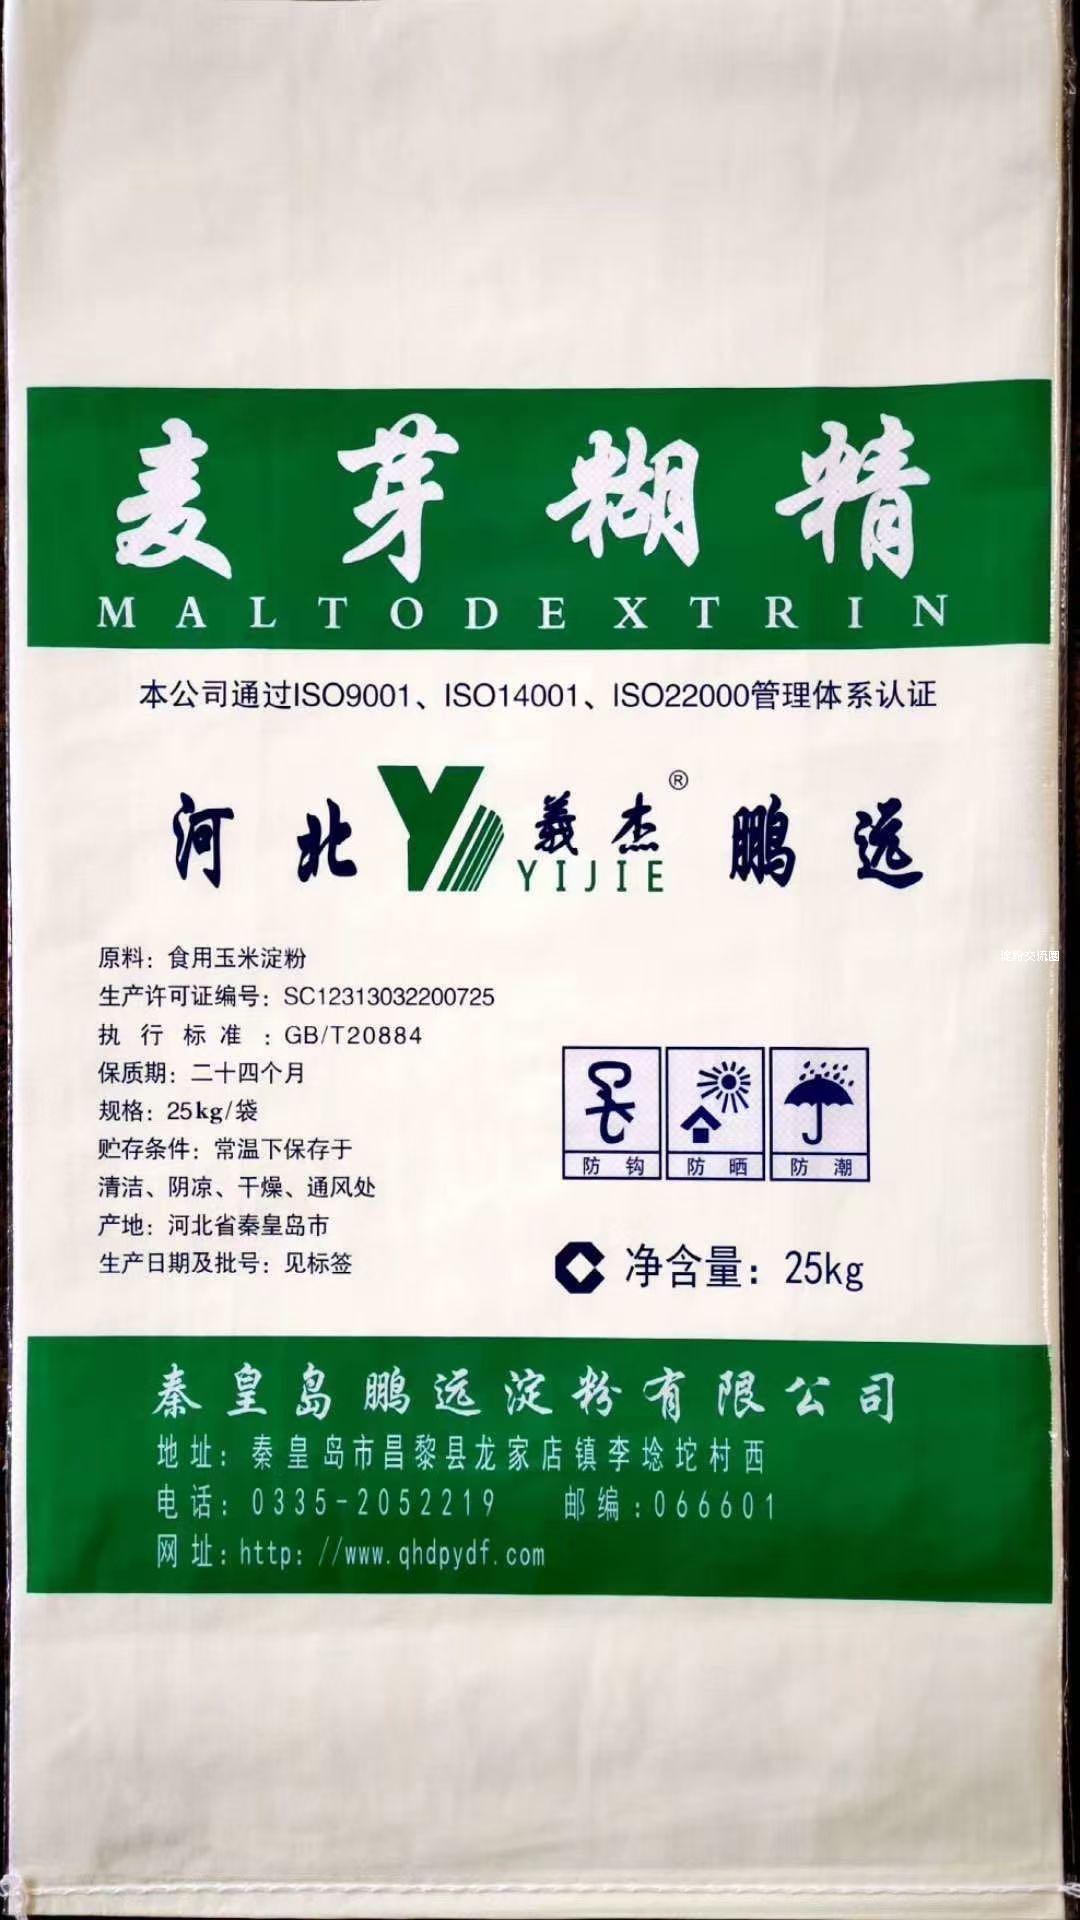 麦芽糊精
MALTODEXTRIN
本公司通过ISO9001、ISO14001、ISO22000管理体系认证
河北 羲杰® 鹏远
YIJIE
原料：食用玉米淀粉
生产许可证编号：SC12313032200725
执行标准：GB/T20884
保质期：二十四个月
规格：25kg/袋
贮存条件：常温下保存于
清洁、阴凉、干燥、通风处
产地：河北省秦皇岛市
生产日期及批号：见标签
防钩 防晒 防潮
净含量：25kg
淀粉交流圈
秦皇岛鹏远淀粉有限公司
地址：秦皇岛市昌黎县龙家店镇李埝坨村西
电话：0335-2052219 邮编：066601
网址：http://www.qhdpydf.com